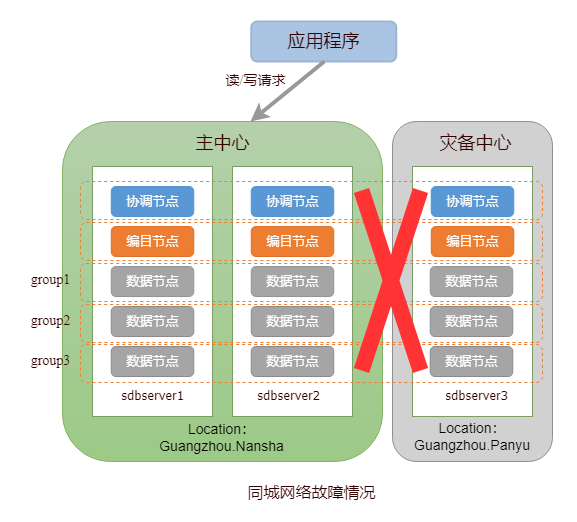 应用程序
读/写请求
主中心
灾备中心
协调节点
协调节点
协调节点
编目节点
编目节点
编目节点
group1
数据节点
数据节点
数据节点
group2
数据节点
数据节点
数据节点
group3
数据节点
数据节点
数据节点
sdbserver1
sdbserver2
sdbserver3
Location：
Guangzhou.Nansha
Location：
Guangzhou.Panyu
同城网络故障情况